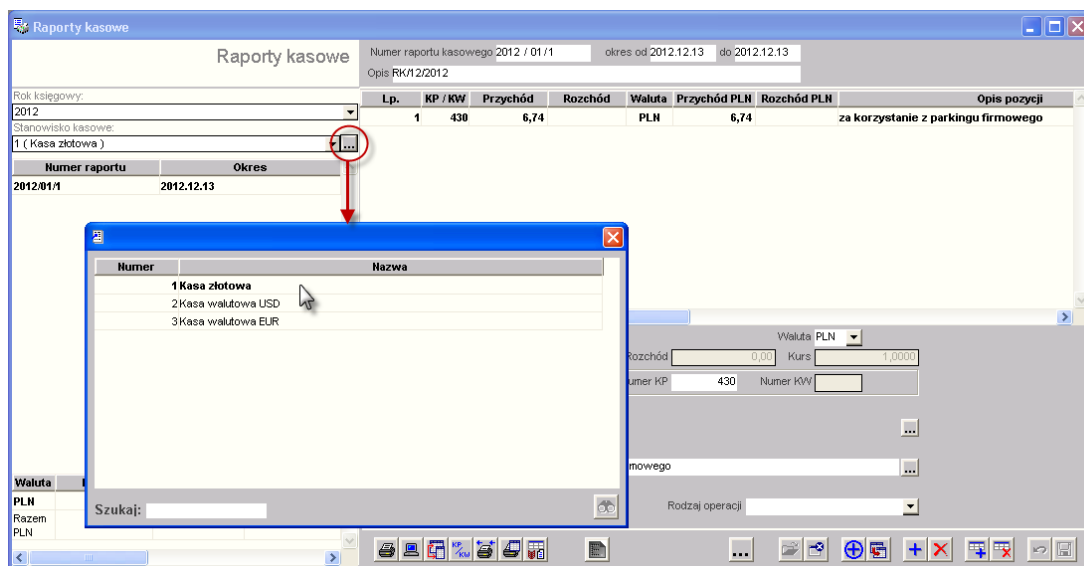 Raporty kasowe
Raporty kasowe
Numer raportu kasowego 2012 / 01 /1 okres od 2012.12.13 do 2012.12.13
Opis RK/12/2012
Rok księgowy:
2012
Stanowisko kasowe:
1 ( Kasa złotowa ) ...
Numer raportu Okres
2012/01/1 2012.12.13
Lp. KP / KW Przychód Rozchód Waluta Przychód PLN Rozchód PLN Opis pozycji
1 430 6,74 PLN 6,74 za korzystanie z parkingu firmowego
Numer Nazwa
1 Kasa złotowa
2 Kasa walutowa USD
3 Kasa walutowa EUR
Szukaj:
Waluta PLN
Rozchód 0,00 Kurs 1,0000
umer KP 430 Numer KW
...
mowego ...
Rodzaj operacji
Waluta
PLN
Razem
PLN
KP/KW
...